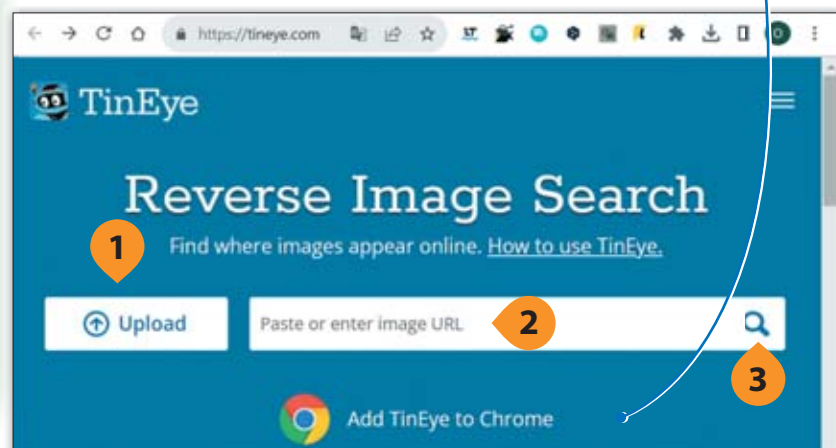 https://tineye.com
TinEye
Reverse Image Search
Find where images appear online. How to use TinEye.
1
Upload
Paste or enter image URL
2
3
Add TinEye to Chrome